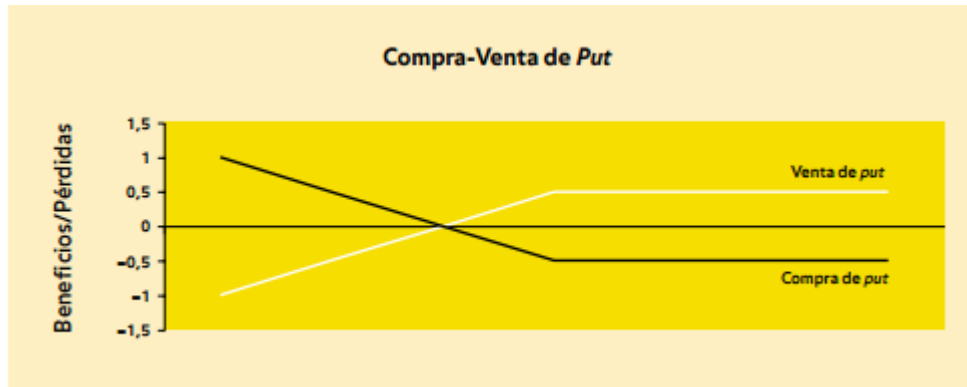 Compra-Venta de Put
Beneficios/Pérdidas
1,5
1
0,5
0
-0,5
-1
-1,5
Venta de put
Compra de put